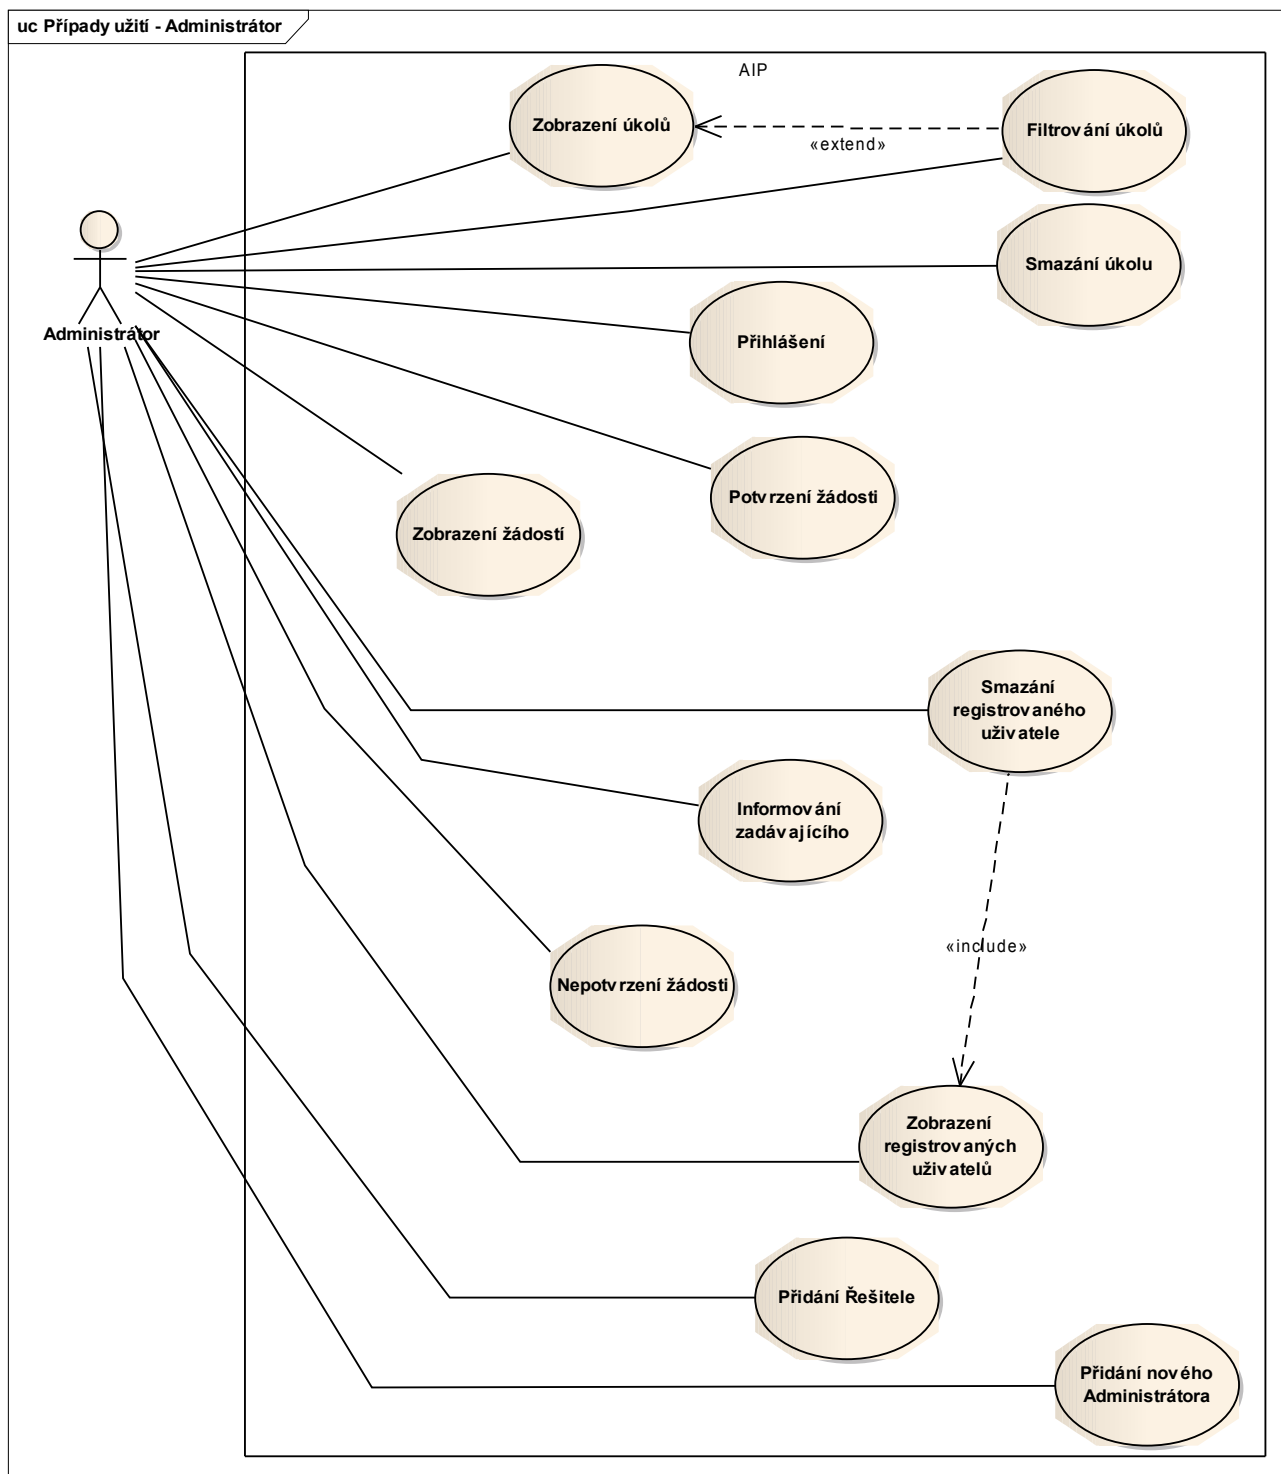 uc Případy užití - Administrátor
AIP
Zobrazení úkolů
Filtrování úkolů
«extend»
Smazání úkolu
Administrátor
Přihlášení
Potvrzení žádosti
Zobrazení žádostí
Smazání
registrovaného
uživatele
Informování
zadávajícího
«include»
Nepotvrzení žádosti
Zobrazení
registrovaných
uživatelů
Přidání Řešitele
Přidání nového
Administrátora